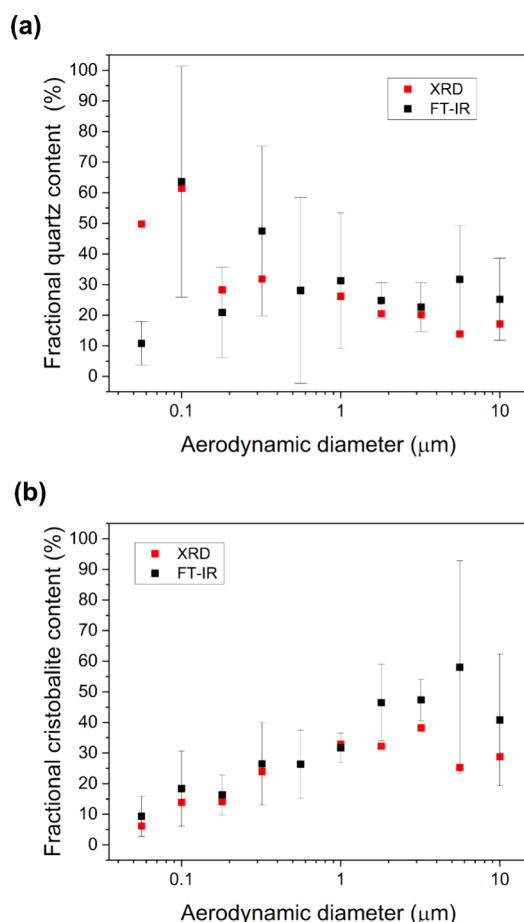 (a)
100
90
80
70
60
50
40
30
20
10
0
Fractional quartz content (%)
XRD
FT-IR
0.1 1 10
Aerodynamic diameter (μm)
(b)
100
90
80
70
60
50
40
30
20
10
0
Fractional cristobalite content (%)
XRD
FT-IR
0.1 1 10
Aerodynamic diameter (μm)